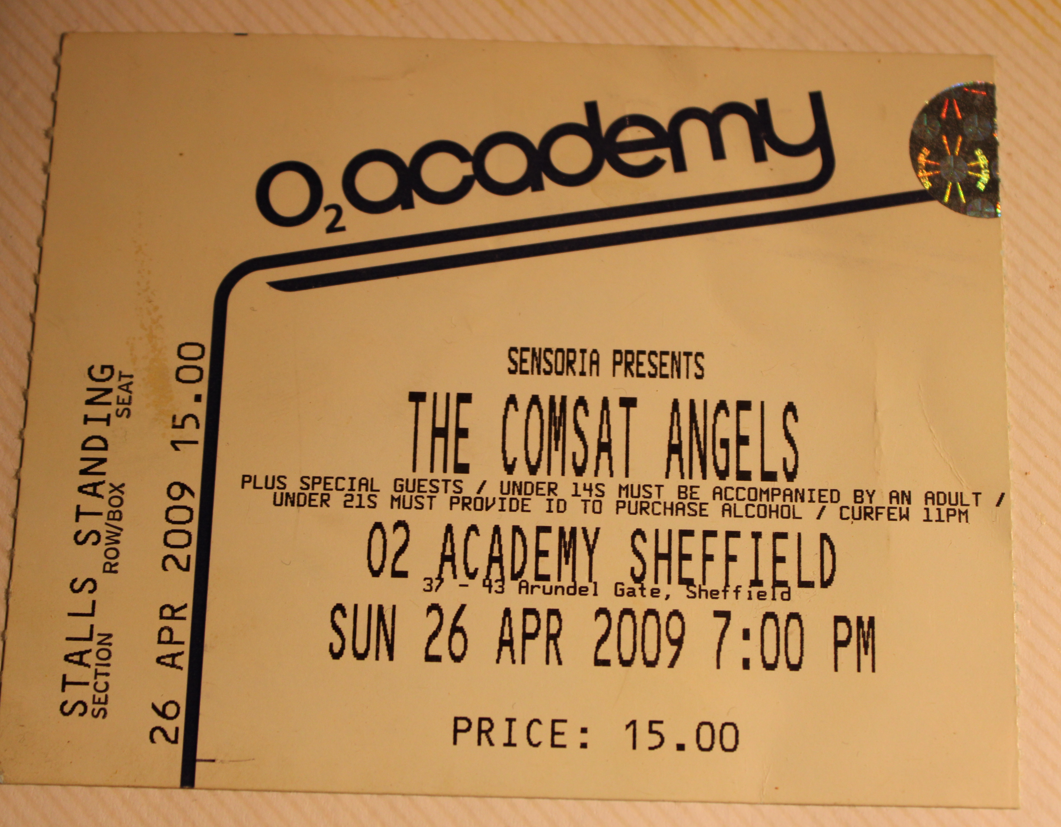 O2 academy
SENSORIA PRESENTS
THE COMSAT ANGELS
PLUS SPECIAL GUESTS / UNDER 14S MUST BE ACCOMPANIED BY AN ADULT /
UNDER 21S MUST PROVIDE ID TO PURCHASE ALCOHOL / CURFEW 11PM
O2 ACADEMY SHEFFIELD
37 - 43 Arundel Gate, Sheffield
SUN 26 APR 2009 7:00 PM
PRICE: 15.00
STALLS STANDING
SECTION ROW/BOX SEAT
26 APR 2009 15.00